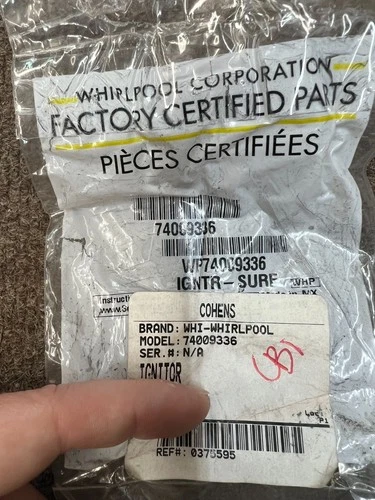 WHIRLPOOL CORPORATION
FACTORY CERTIFIED PARTS
PIÈCES CERTIFIÉES
74009336
WP74009336
IGNTR-SURF
COHENS
BRAND: WHI-WHIRLPOOL
MODEL: 74009336
SER.#: N/A
IGNITOR
REF#: 0375595